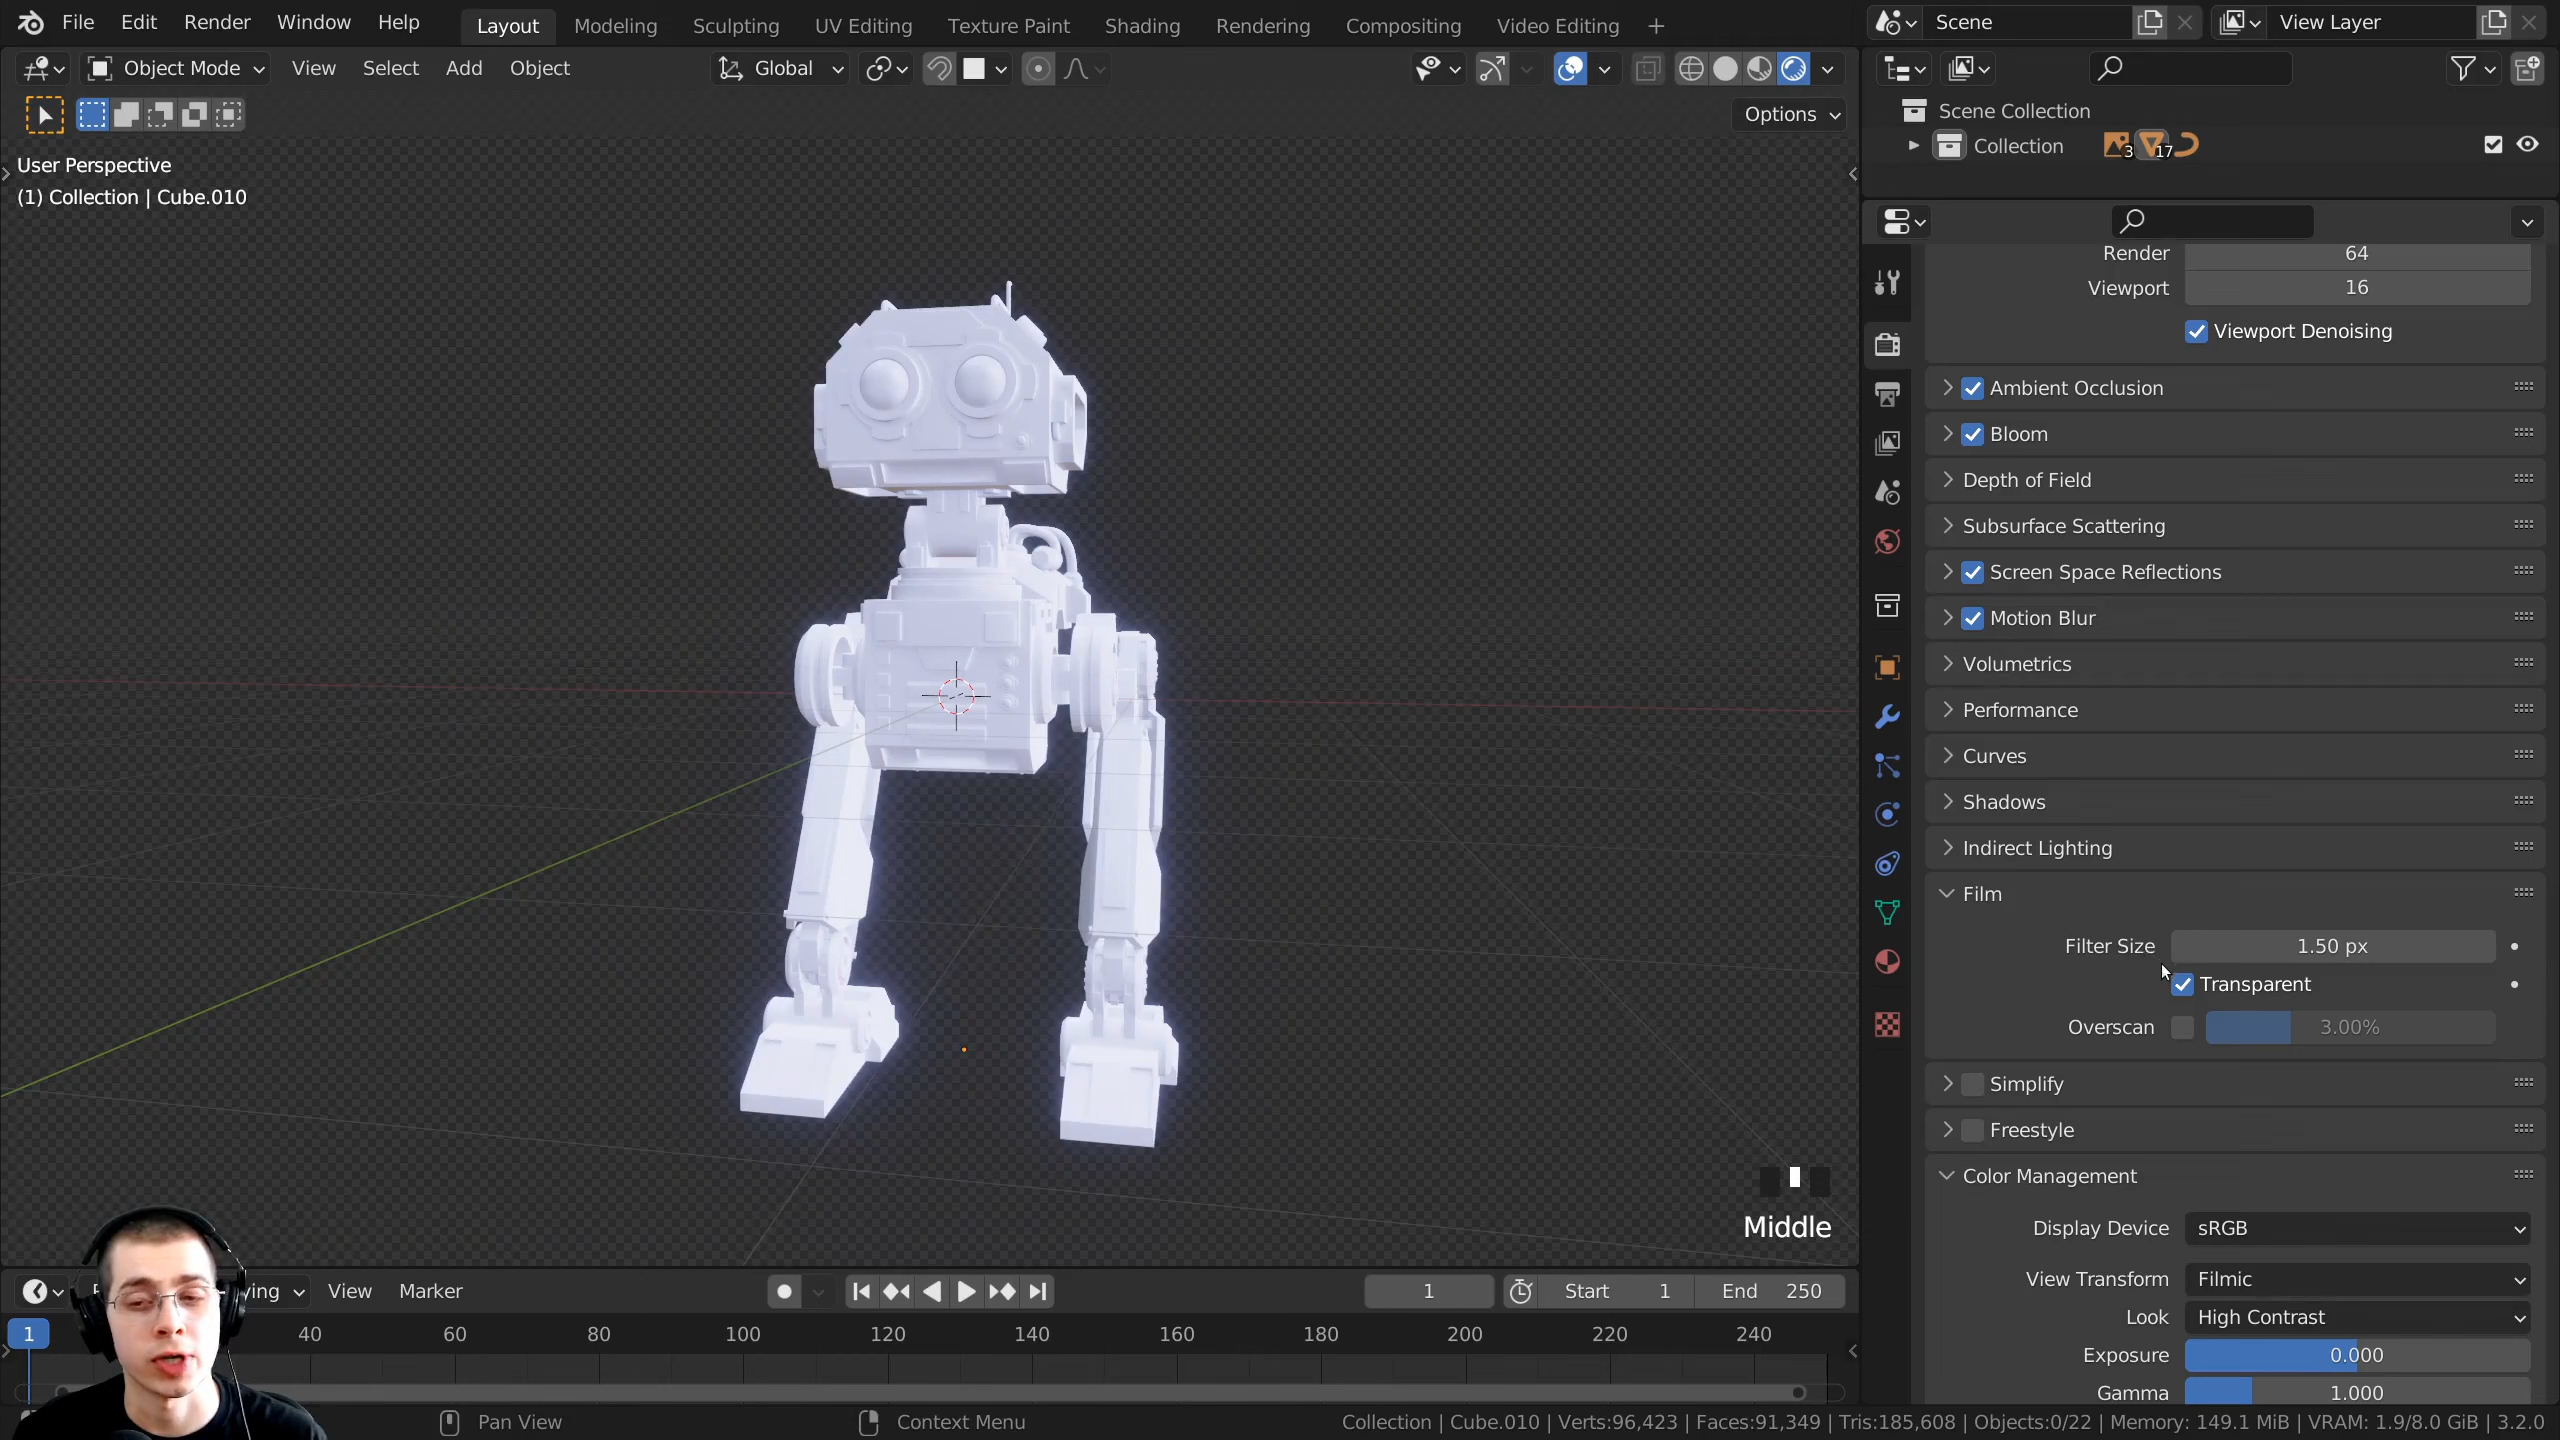 File Edit Render Window Help Layout Modeling Sculpting UV Editing Texture Paint Shading Rendering Compositing Video Editing + Scene View Layer
Object Mode View Select Add Object Global
Options
Scene Collection
Collection 3 17
User Perspective
(1) Collection | Cube.010
Render 64
Viewport 16
Viewport Denoising
Ambient Occlusion
Bloom
Depth of Field
Subsurface Scattering
Screen Space Reflections
Motion Blur
Volumetrics
Performance
Curves
Shadows
Indirect Lighting
Film
Filter Size 1.50 px
Transparent
Overscan 3.00%
Simplify
Freestyle
Color Management
Display Device sRGB
View Transform Filmic
Look High Contrast
Exposure 0.000
Gamma 1.000
Middle
View Marker 1 Start 1 End 250
1 40 60 80 100 120 140 160 180 200 220 240
Pan View Context Menu Collection | Cube.010 | Verts:96,423 | Faces:91,349 | Tris:185,608 | Objects:0/22 | Memory: 149.1 MiB | VRAM: 1.9/8.0 GiB | 3.2.0